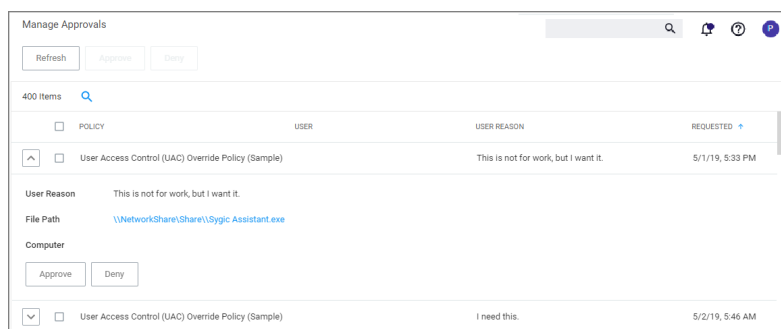 Manage Approvals
P
Refresh Approve Deny
400 Items
POLICY USER USER REASON REQUESTED
User Access Control (UAC) Override Policy (Sample) This is not for work, but I want it. 5/1/19, 5:33 PM
User Reason This is not for work, but I want it.
File Path \\NetworkShare\Share\\Sygic Assistant.exe
Computer
Approve Deny
User Access Control (UAC) Override Policy (Sample) I need this. 5/2/19, 5:46 AM